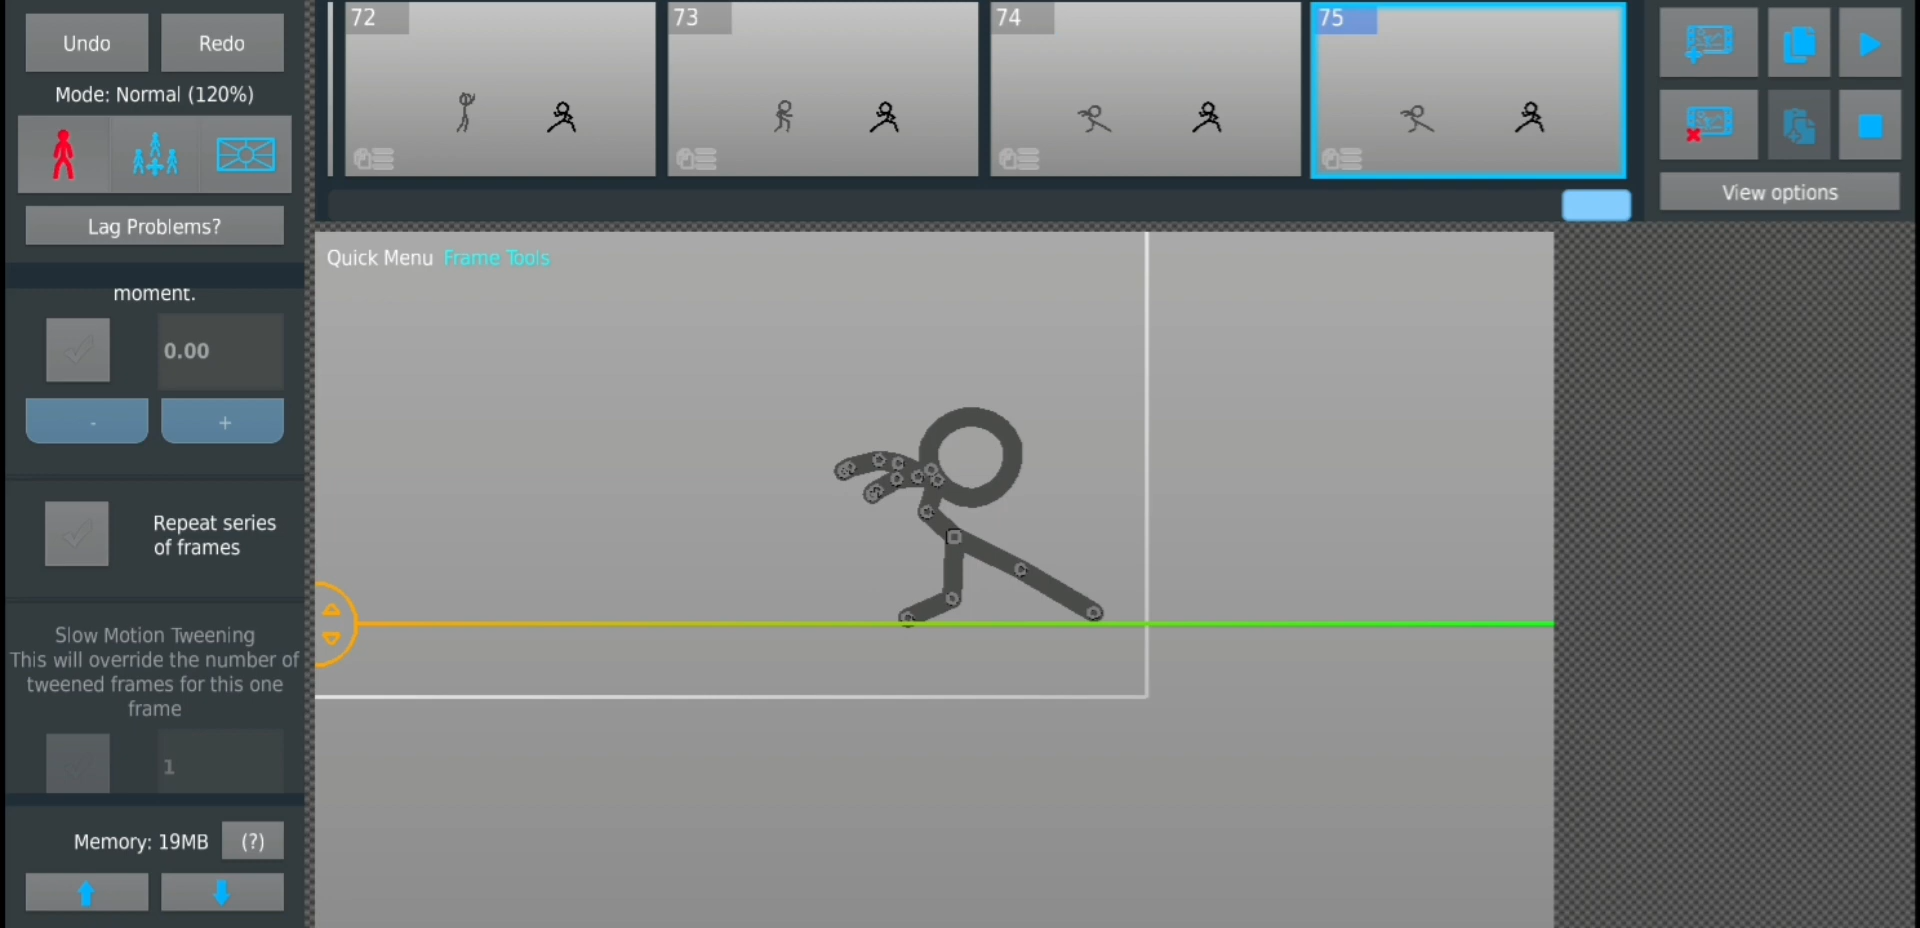 Undo
Redo
Mode: Normal (120%)
Lag Problems?
moment.
0.00
-
+
Repeat series
of frames
Slow Motion Tweening
This will override the number of
tweened frames for this one
frame
1
Memory: 19MB
(?)
72
73
74
75
View options
Quick Menu
Frame Tools